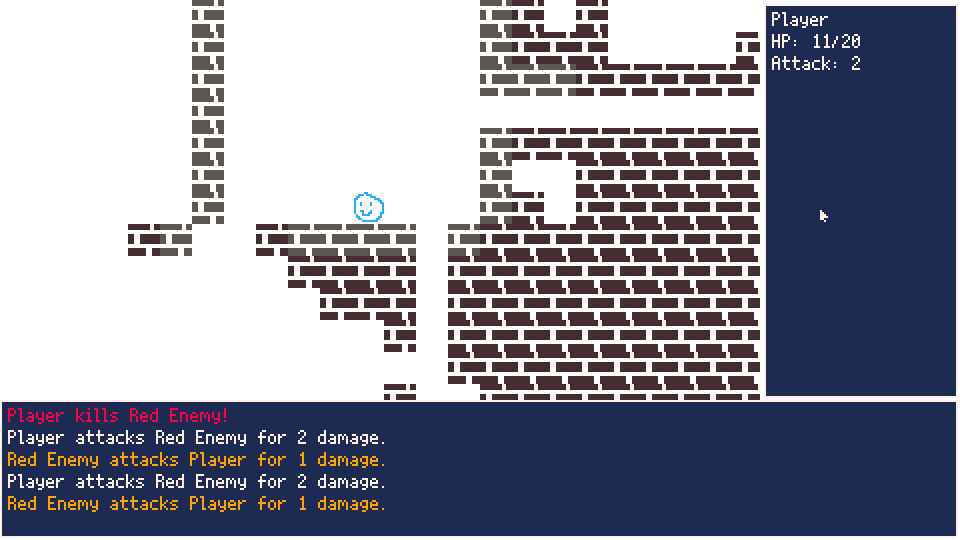 Player
HP: 11/20
Attack: 2
Player kills Red Enemy!
Player attacks Red Enemy for 2 damage.
Red Enemy attacks Player for 1 damage.
Player attacks Red Enemy for 2 damage.
Red Enemy attacks Player for 1 damage.